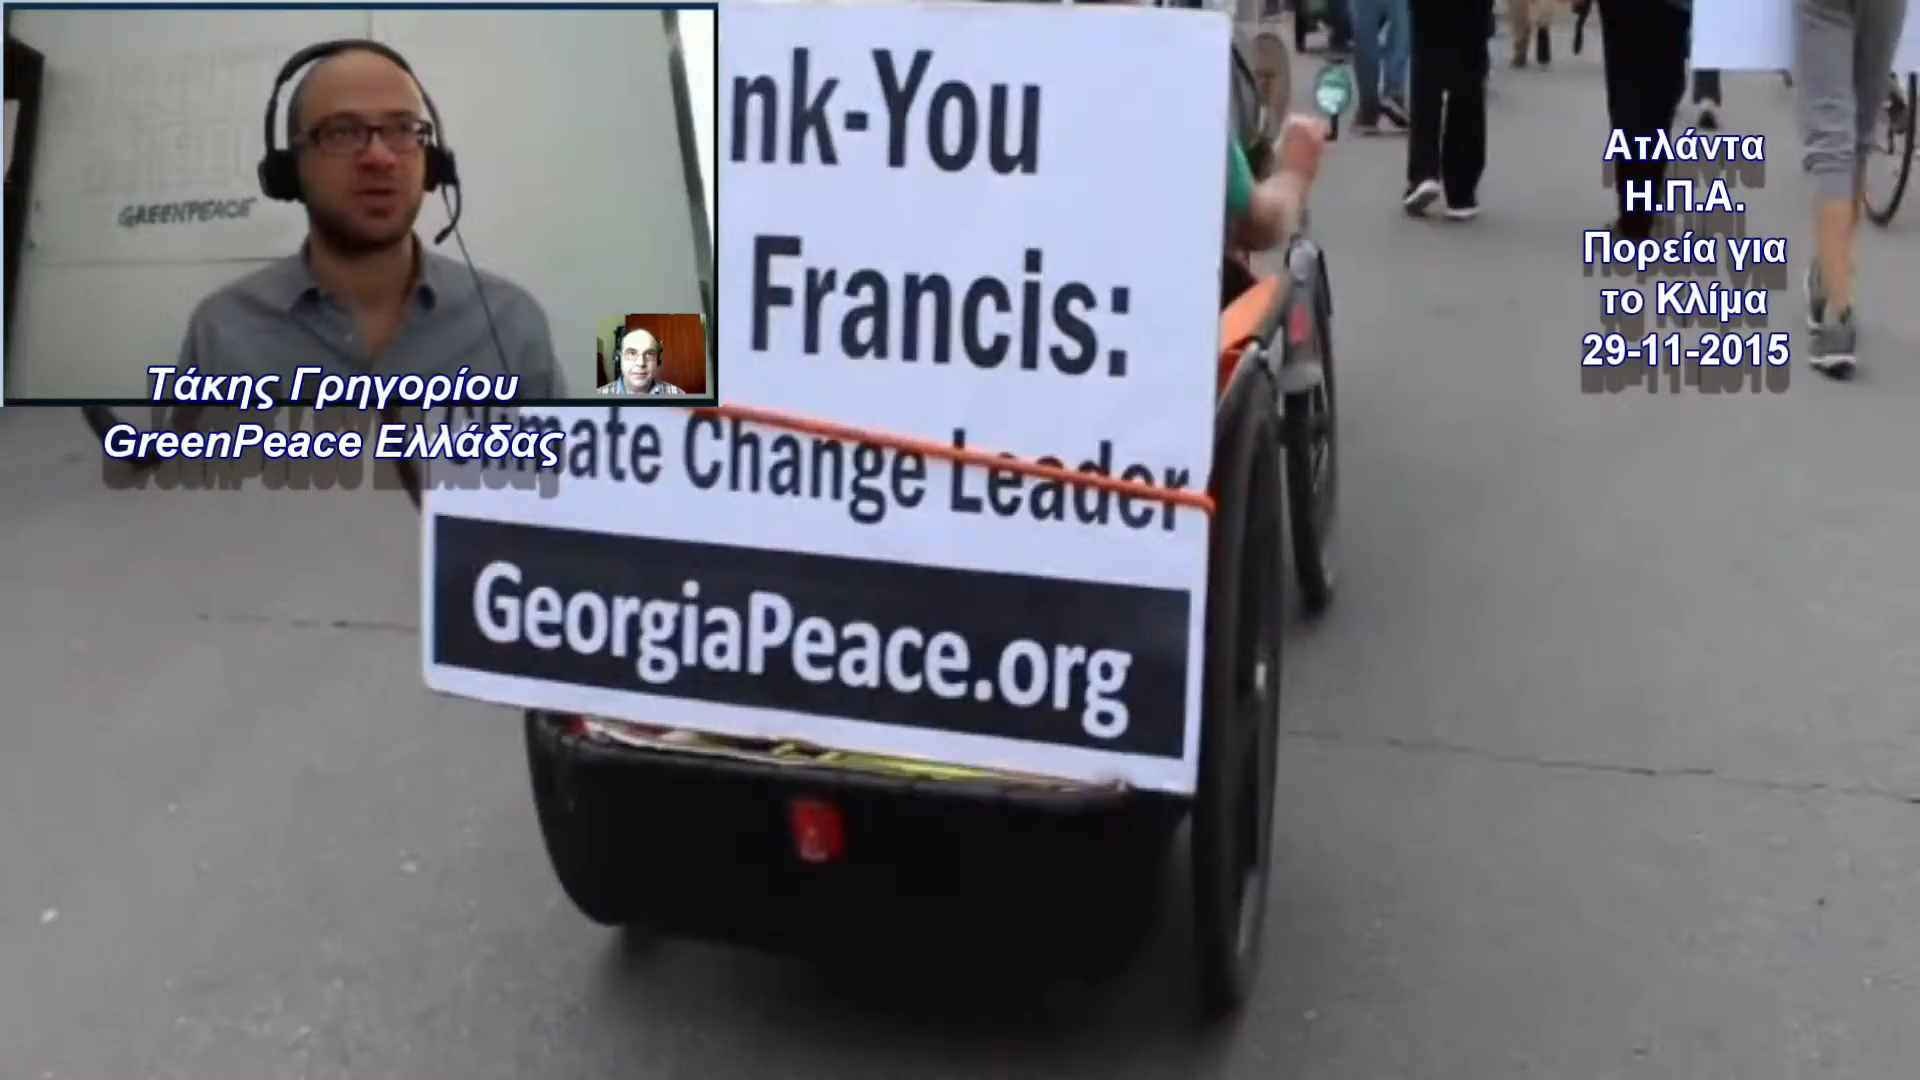 GREENPEACE
Τάκης Γρηγορίου
GreenPeace Ελλάδας
nk-You
Francis:
Climate Change Leader
GeorgiaPeace.org
Ατλάντα
Η.Π.Α.
Πορεία για
το Κλίμα
29-11-2015